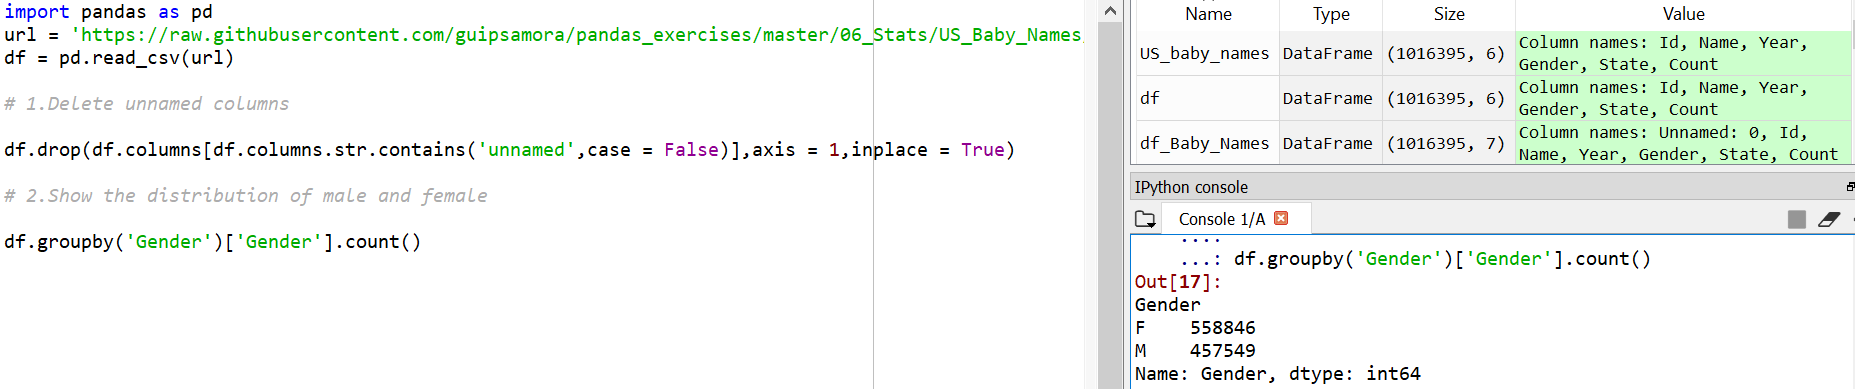 import pandas as pd
url = 'https://raw.githubusercontent.com/guipsamora/pandas_exercises/master/06_Stats/US_Baby_Names
df = pd.read_csv(url)
# 1.Delete unnamed columns
df.drop(df.columns[df.columns.str.contains('unnamed',case = False)],axis = 1,inplace = True)
# 2.Show the distribution of male and female
df.groupby('Gender')['Gender'].count()
Name Type Size Value
US_baby_names DataFrame (1016395, 6) Column names: Id, Name, Year,
Gender, State, Count
df DataFrame (1016395, 6) Column names: Id, Name, Year,
Gender, State, Count
df_Baby_Names DataFrame (1016395, 7) Column names: Unnamed: 0, Id,
Name, Year, Gender, State, Count
IPython console
Console 1/A
...:
...: df.groupby('Gender')['Gender'].count()
Out[17]:
Gender
F 558846
M 457549
Name: Gender, dtype: int64